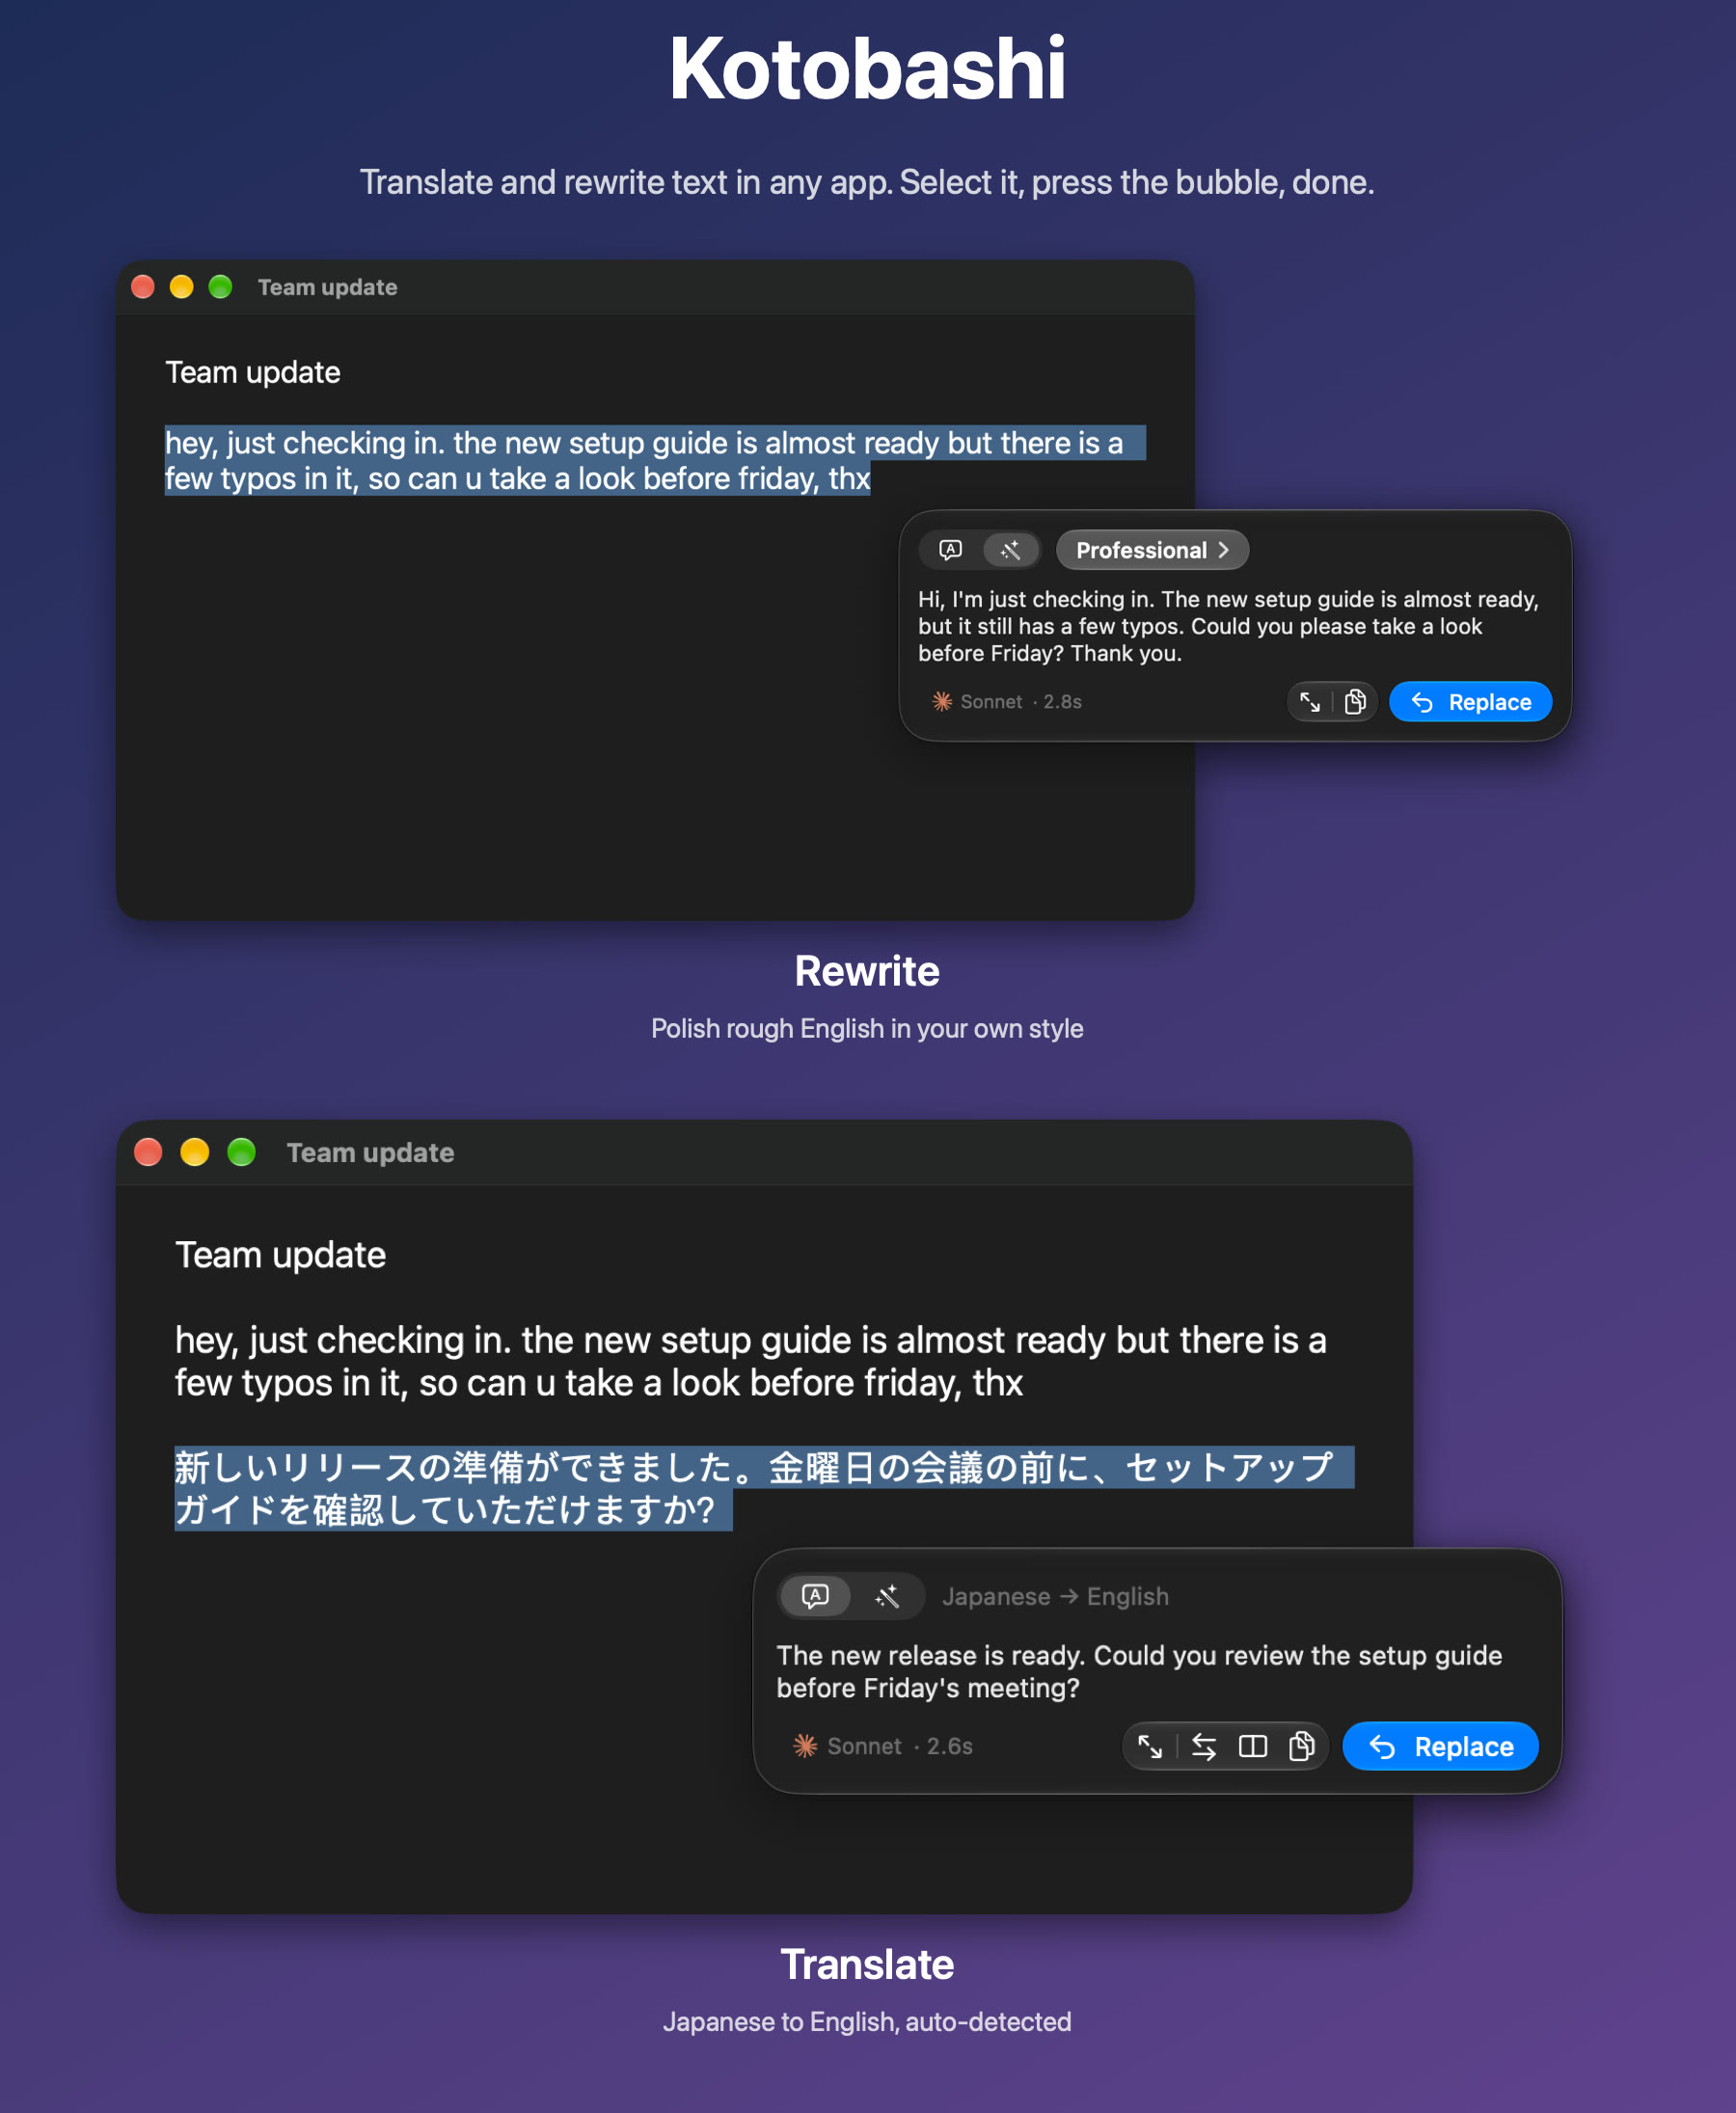 Kotobashi
Translate and rewrite text in any app. Select it, press the bubble, done.
Team update
Team update
hey, just checking in. the new setup guide is almost ready but there is a
few typos in it, so can u take a look before friday, thx
A
Professional
Hi, I'm just checking in. The new setup guide is almost ready,
but it still has a few typos. Could you please take a look
before Friday? Thank you.
Sonnet · 2.8s
Replace
Rewrite
Polish rough English in your own style
Team update
Team update
hey, just checking in. the new setup guide is almost ready but there is a
few typos in it, so can u take a look before friday, thx
新しいリリースの準備ができました。金曜日の会議の前に、セットアップ
ガイドを確認していただけますか?
A
Japanese → English
The new release is ready. Could you review the setup guide
before Friday's meeting?
Sonnet · 2.6s
Replace
Translate
Japanese to English, auto-detected